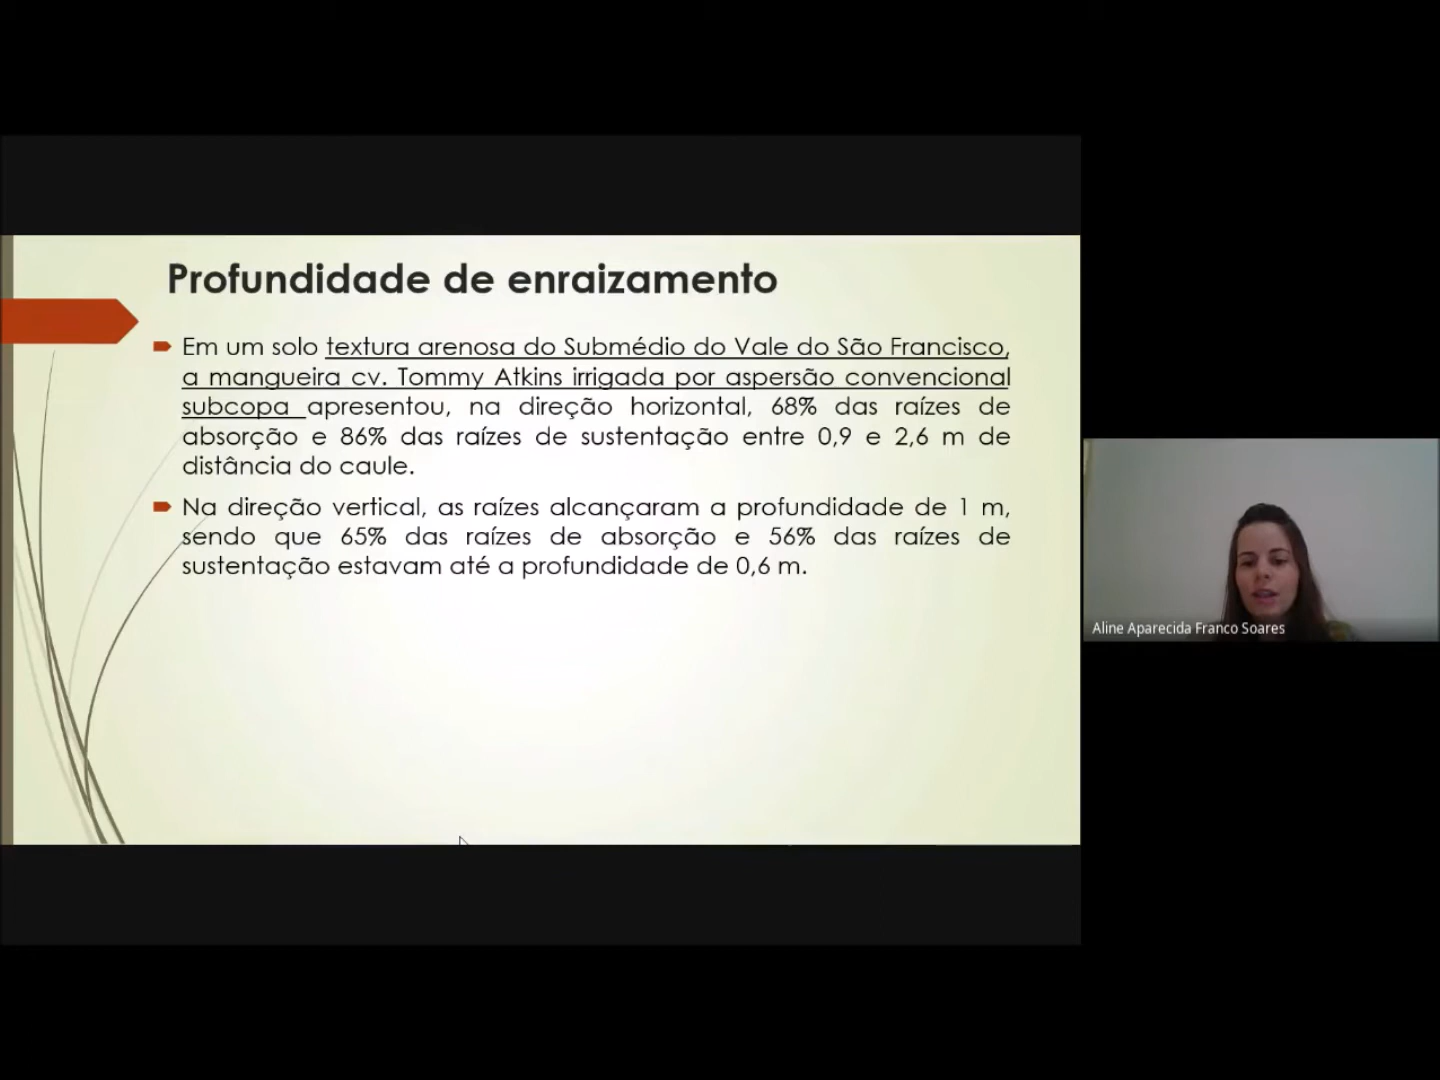 Profundidade de enraizamento
Em um solo textura arenosa do Submédio do Vale do São Francisco,
a mangueira cv. Tommy Atkins irrigada por aspersão convencional
subcopa apresentou, na direção horizontal, 68% das raízes de
absorção e 86% das raízes de sustentação entre 0,9 e 2,6 m de
distância do caule.
Na direção vertical, as raízes alcançaram a profundidade de 1 m,
sendo que 65% das raízes de absorção e 56% das raízes de
sustentação estavam até a profundidade de 0,6 m.
Aline Aparecida Franco Soares